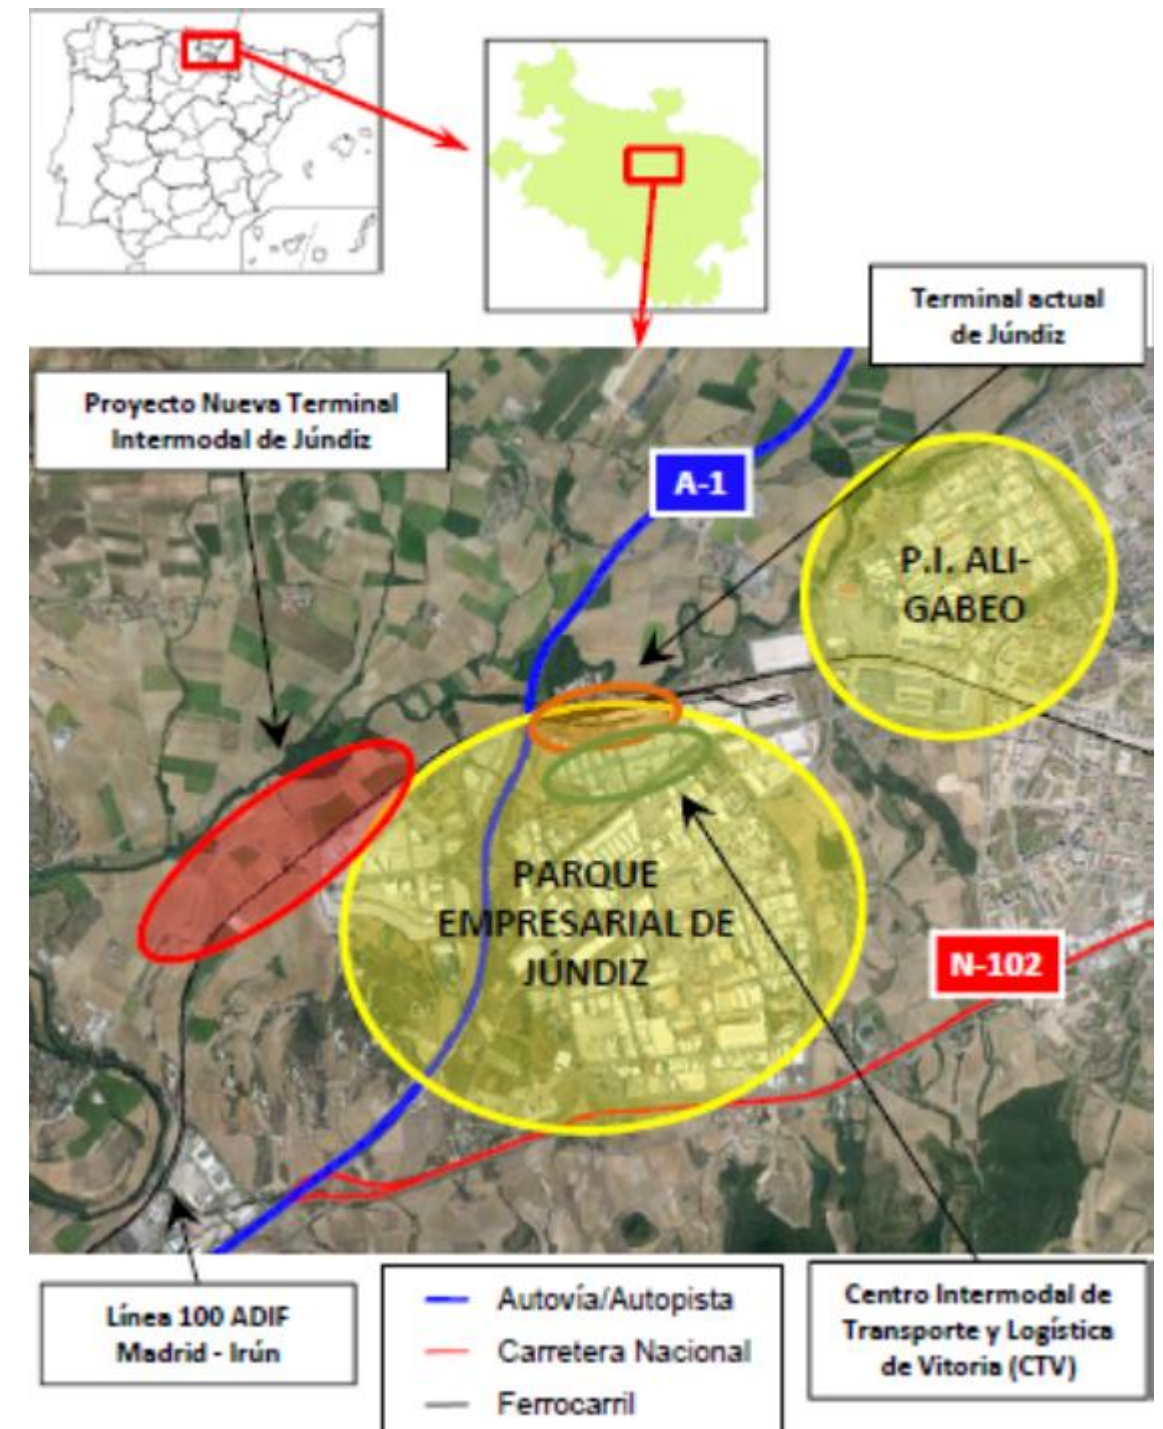 Terminal actual
de Júndiz
Proyecto Nueva Terminal
Intermodal de Júndiz
A-1
P.I. ALI-
GABEO
PARQUE
EMPRESARIAL DE
JÚNDIZ
N-102
Línea 100 ADIF
Madrid - Irún
Autovía/Autopista
Carretera Nacional
Ferrocarril
Centro Intermodal de
Transporte y Logística
de Vitoria (CTV)